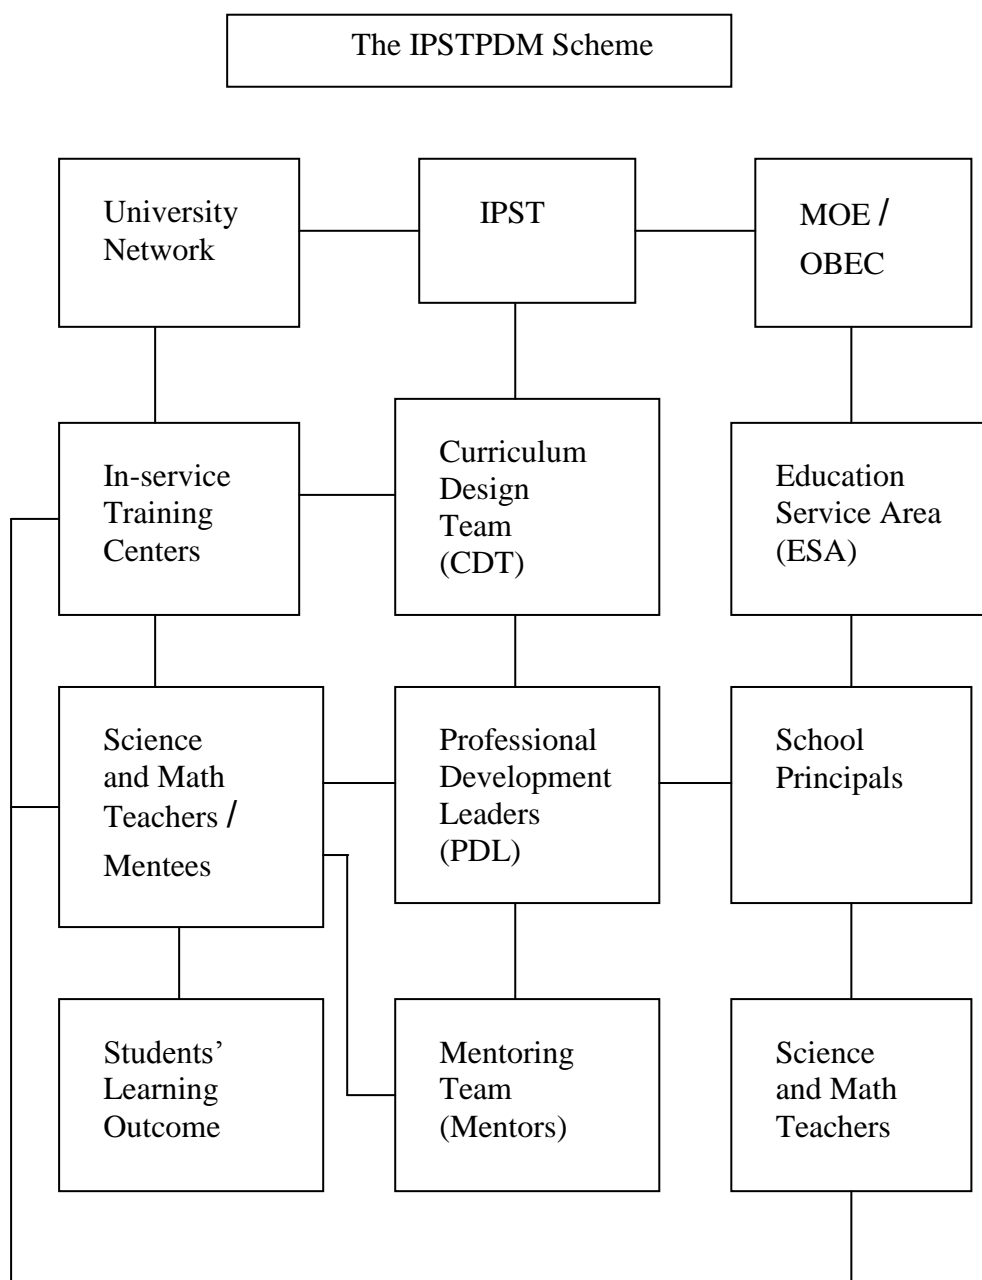 The IPSTPDM Scheme
University
Network
IPST
MOE /
OBEC
In-service
Training
Centers
Curriculum
Design
Team
(CDT)
Education
Service Area
(ESA)
Science
and Math
Teachers /
Mentees
Professional
Development
Leaders
(PDL)
School
Principals
Students’
Learning
Outcome
Mentoring
Team
(Mentors)
Science
and Math
Teachers